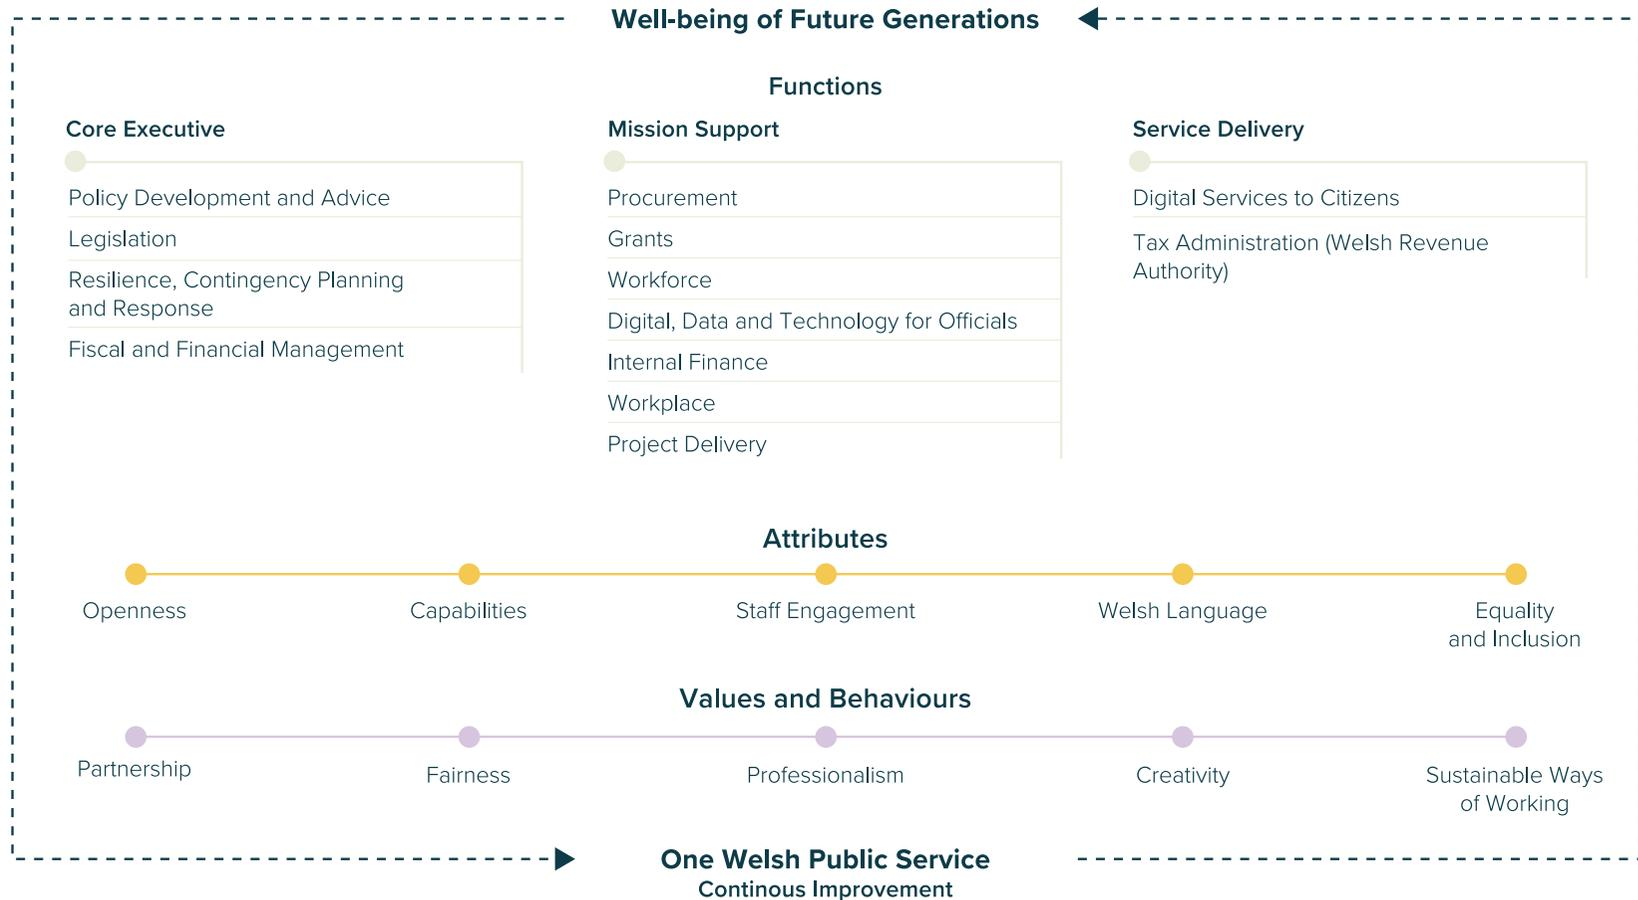 Well-being of Future Generations
Functions
Core Executive
Policy Development and Advice
Legislation
Resilience, Contingency Planning
and Response
Fiscal and Financial Management
Mission Support
Procurement
Grants
Workforce
Digital, Data and Technology for Officials
Internal Finance
Workplace
Project Delivery
Service Delivery
Digital Services to Citizens
Tax Administration (Welsh Revenue
Authority)
Attributes
Openness
Capabilities
Staff Engagement
Welsh Language
Equality
and Inclusion
Values and Behaviours
Partnership
Fairness
Professionalism
Creativity
Sustainable Ways
of Working
One Welsh Public Service
Continous Improvement